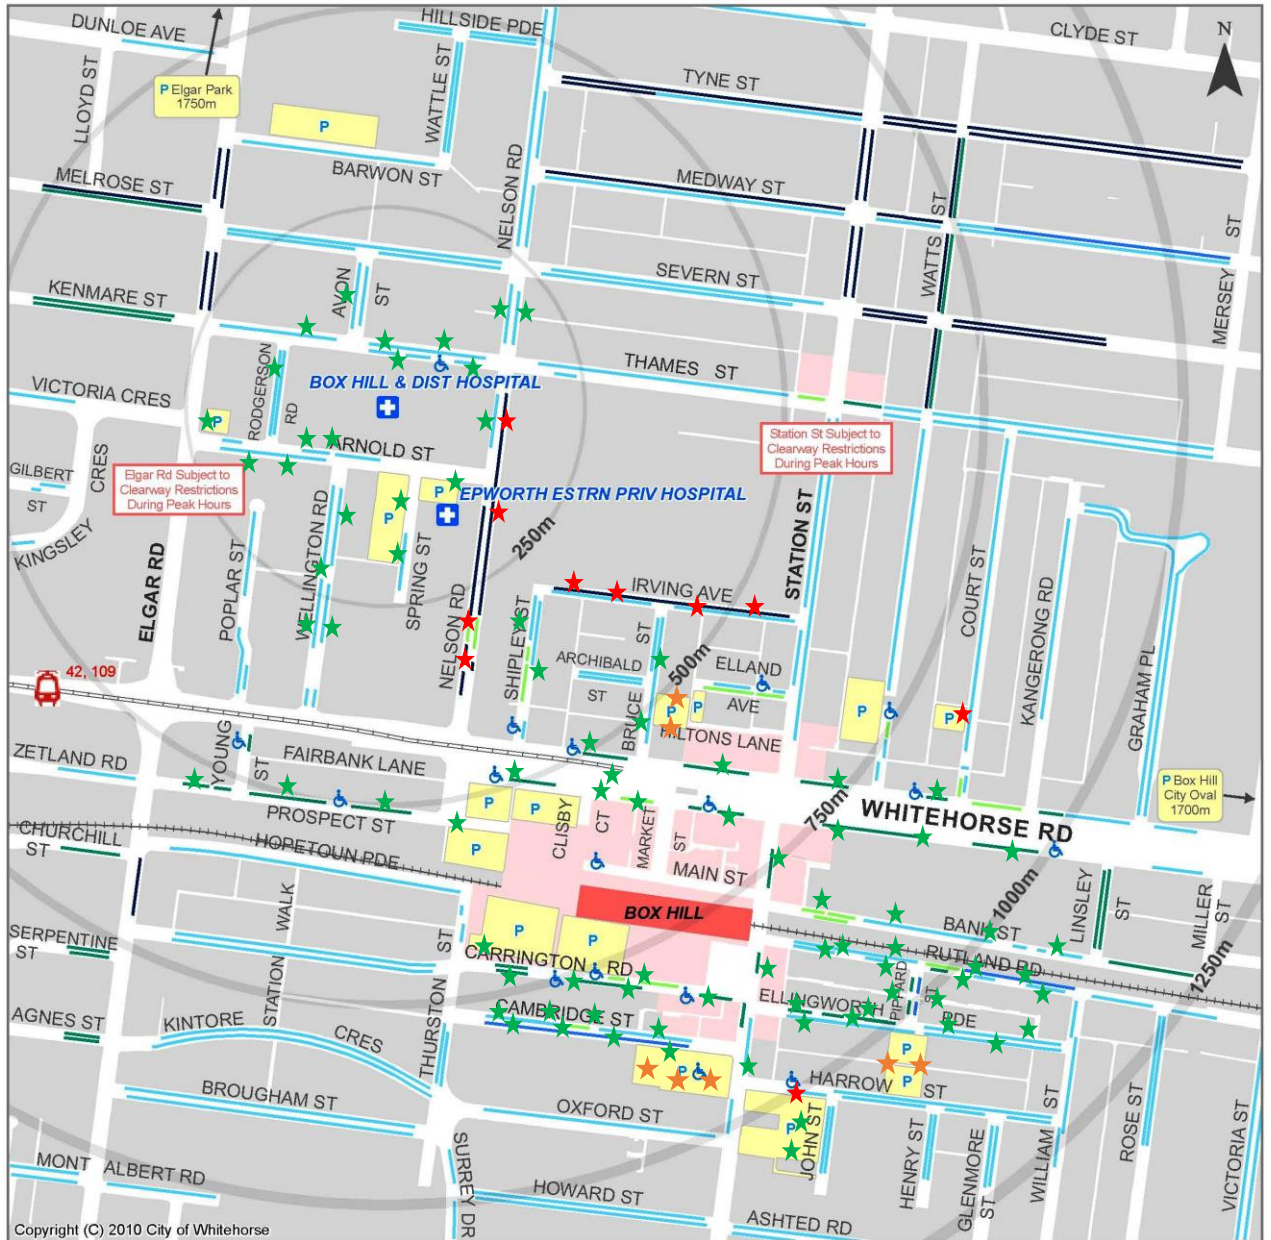 HILLSIDE PDE
DUNLOE AVE
CLYDE ST
N
LLOYD ST
P Elgar Park
1750m
WATTLE ST
TYNE ST
P
BARWON ST
NELSON RD
MELROSE ST
MEDWAY ST
WATTS ST
MERSEY ST
SEVERN ST
KENMARE ST
AVON ST
THAMES ST
VICTORIA CRES
RODGERSON RD
BOX HILL & DIST HOSPITAL
P
ARNOLD ST
Station St Subject to
Clearway Restrictions
During Peak Hours
Elgar Rd Subject to
Clearway Restrictions
During Peak Hours
GILBERT
ST
CRES
KINGSLEY
P
P
EPWORTH ESTRN PRIV HOSPITAL
250m
STATION ST
ELGAR RD
POPLAR ST
WELLINGTON RD
SPRING ST
NELSON RD
SHIPLEY ST
IRVING AVE
COURT ST
KANGERONG RD
GRAHAM PL
ARCHIBALD
ST
BRUCE ST
500m
ELLAND
AVE
42, 109
P
P
P
P
HILTONS LANE
ZETLAND RD
YOUNG ST
FAIRBANK LANE
P
P
PROSPECT ST
CLISBY CT
MARKET ST
750m
WHITEHORSE RD
P Box Hill
City Oval
1700m
CHURCHILL
ST
HOPETOUN PDE
P
MAIN ST
BOX HILL
1000m
LINSLEY ST
MILLER ST
STATION WALK
BANK ST
SERPENTINE
ST
P
P
CARRINGTON RD
RUTLAND RD
1250m
AGNES ST
KINTORE CRES
THURSTON ST
CAMBRIDGE ST
ELLINGWORTH PDE
PIPPARD ST
P
P
P
HARROW ST
BROUGHAM ST
OXFORD ST
P
JOHN ST
HENRY ST
GLENMORE ST
WILLIAM ST
ROSE ST
VICTORIA ST
MONT ALBERT RD
SURREY DR
HOWARD ST
ASHTED RD
Copyright (C) 2010 City of Whitehorse